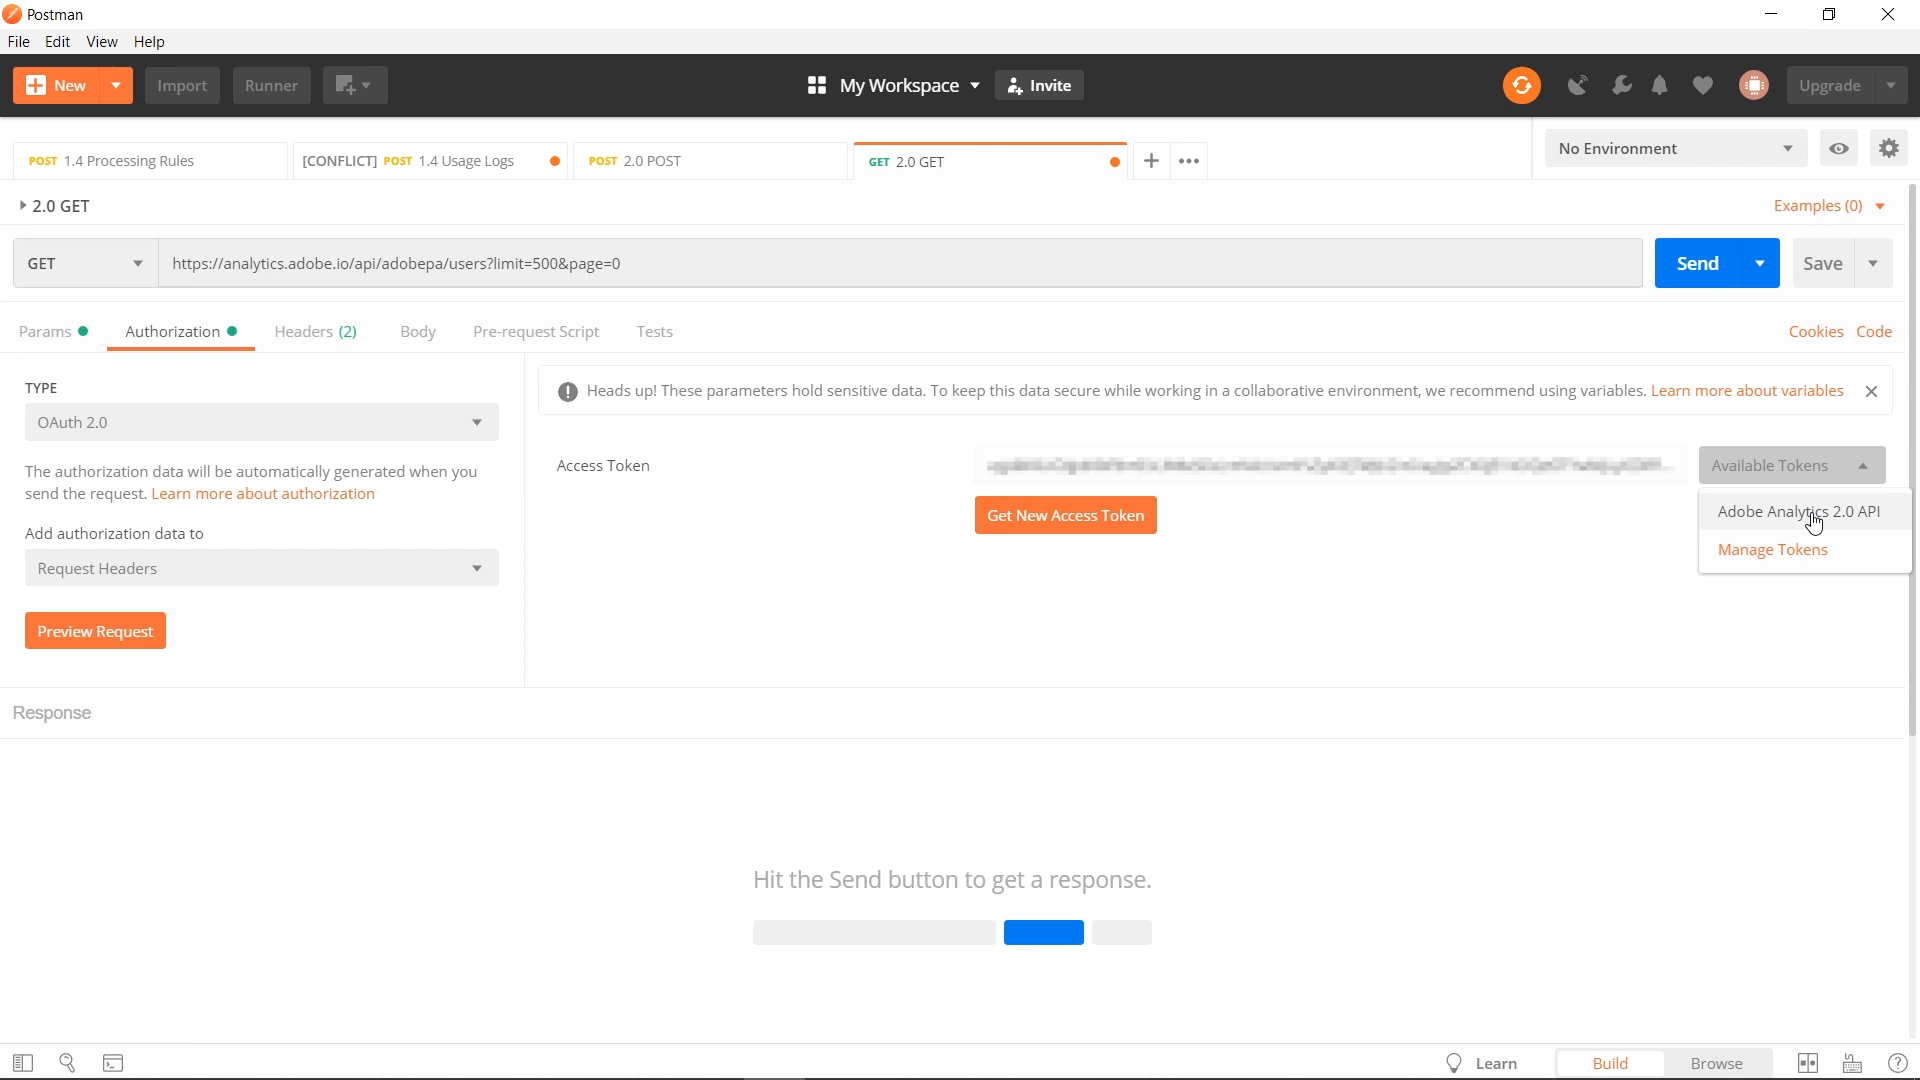 Postman
File Edit View Help
New Import Runner My Workspace Invite Upgrade
POST 1.4 Processing Rules [CONFLICT] POST 1.4 Usage Logs POST 2.0 POST GET 2.0 GET No Environment
2.0 GET Examples (0)
GET https://analytics.adobe.io/api/adobepa/users?limit=500&page=0 Send Save
Params Authorization Headers (2) Body Pre-request Script Tests Cookies Code
TYPE
OAuth 2.0
The authorization data will be automatically generated when you
send the request. Learn more about authorization
Add authorization data to
Request Headers
Preview Request
Heads up! These parameters hold sensitive data. To keep this data secure while working in a collaborative environment, we recommend using variables. Learn more about variables
Access Token Available Tokens
Get New Access Token
Adobe Analytics 2.0 API
Manage Tokens
Response
Hit the Send button to get a response.
Learn Build Browse